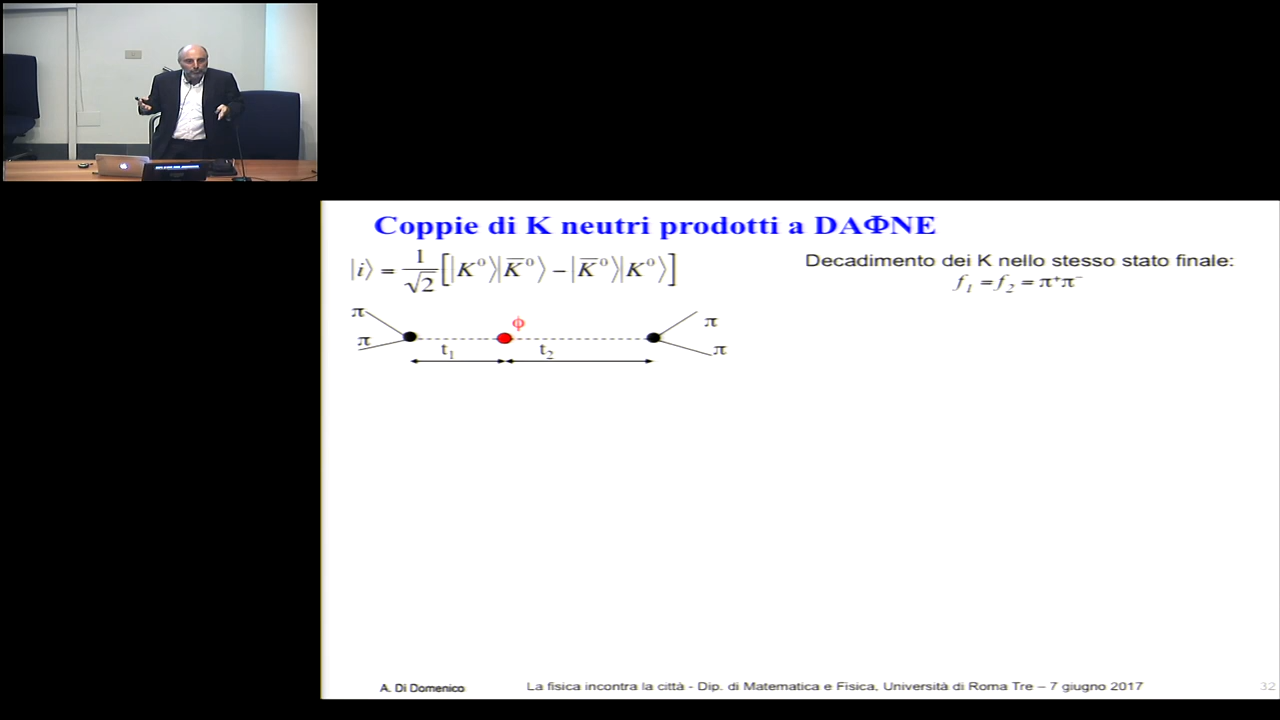 Coppie di K neutri prodotti a DAΦNE
|i⟩ = 1/√2 [|K⁰⟩|K̅⁰⟩ − |K̅⁰⟩|K⁰⟩]
Decadimento dei K nello stesso stato finale:
f₁ = f₂ = π⁺π⁻
π
π
t₁
ϕ
t₂
π
π
A. Di Domenico
La fisica incontra la città - Dip. di Matematica e Fisica, Università di Roma Tre – 7 giugno 2017
32